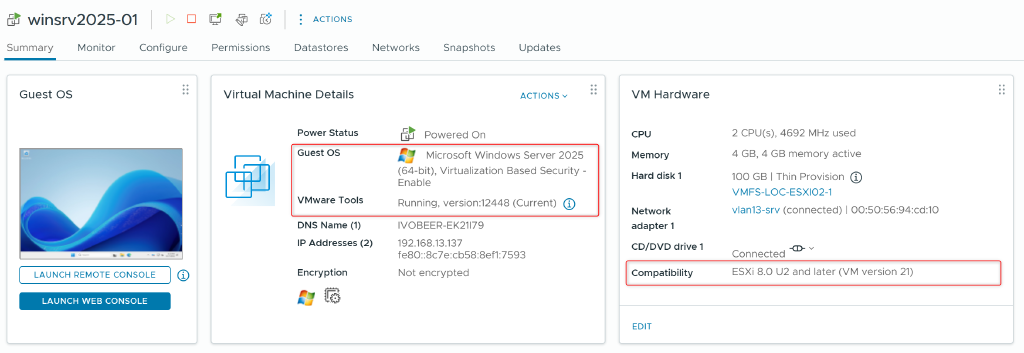 winsrv2025-01
ACTIONS
Summary Monitor Configure Permissions Datastores Networks Snapshots Updates
Guest OS
LAUNCH REMOTE CONSOLE
LAUNCH WEB CONSOLE
Virtual Machine Details
ACTIONS
Power Status Powered On
Guest OS Microsoft Windows Server 2025
(64-bit), Virtualization Based Security -
Enable
VMware Tools Running, version:12448 (Current)
DNS Name (1) IVOBEER-EK21I79
IP Addresses (2) 192.168.13.137
fe80::8c7e:cb58:8ef1:7593
Encryption Not encrypted
VM Hardware
CPU 2 CPU(s), 4692 MHz used
Memory 4 GB, 4 GB memory active
Hard disk 1 100 GB | Thin Provision
VMFS-LOC-ESXI02-1
Network vlan13-srv (connected) | 00:50:56:94:cd:10
adapter 1
CD/DVD drive 1 Connected
Compatibility ESXi 8.0 U2 and later (VM version 21)
EDIT